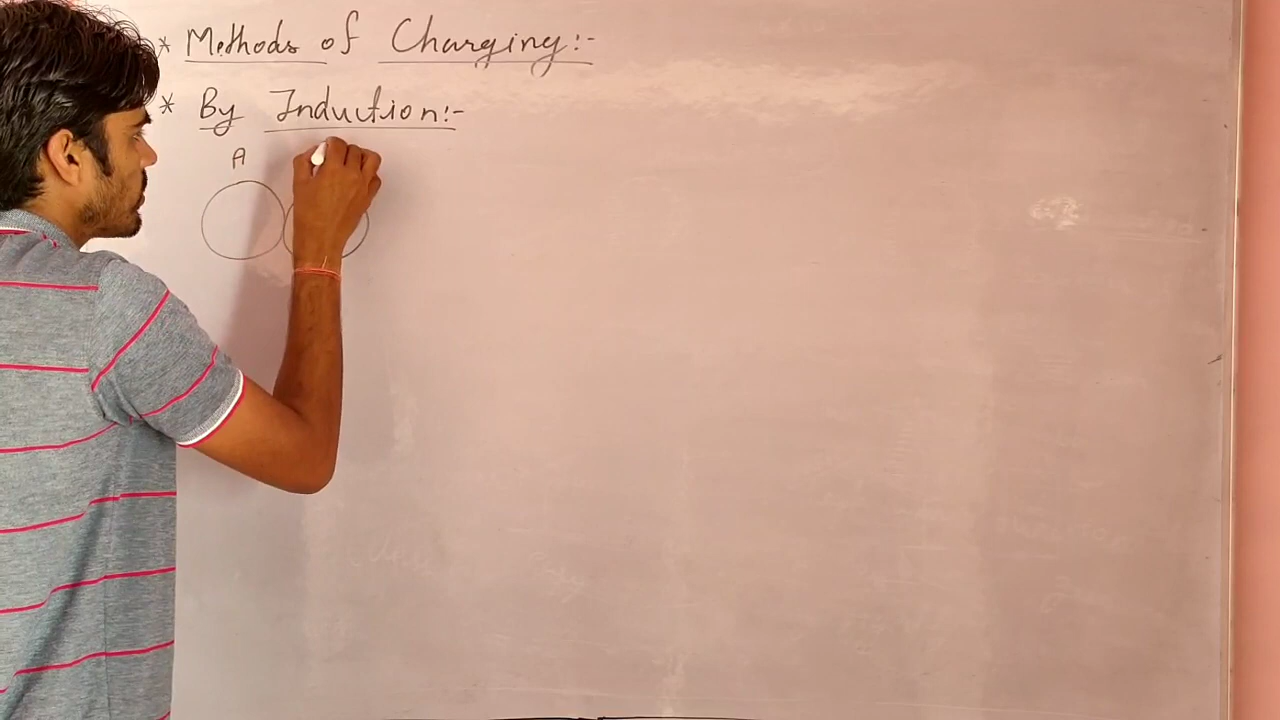 * Methods of Charging:-
* By Induction:-
A